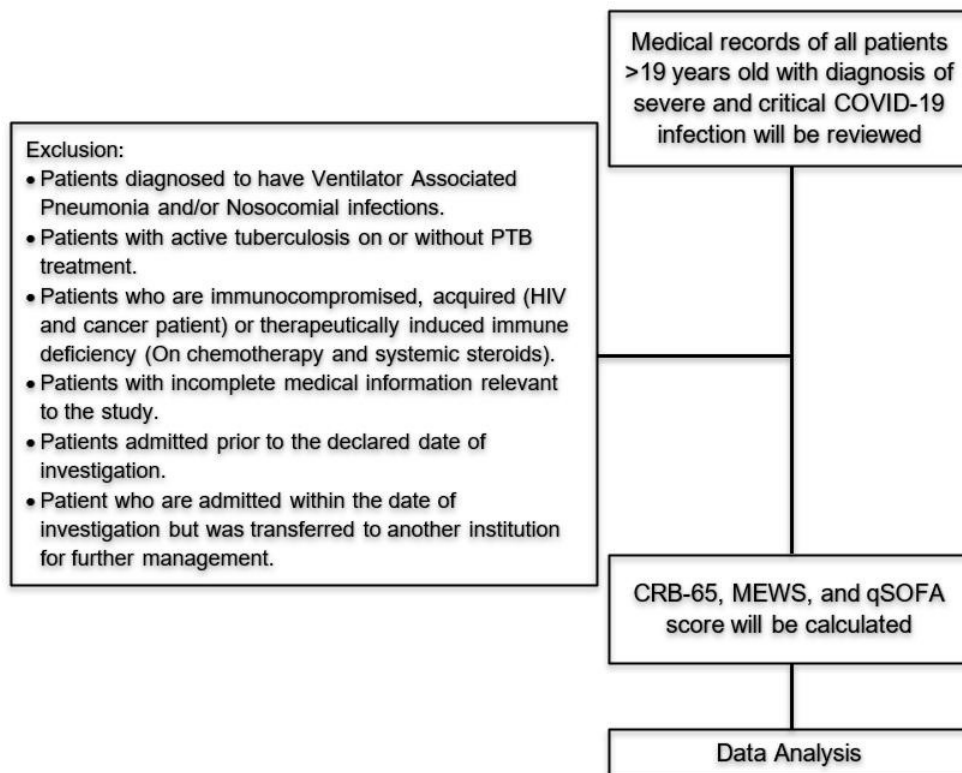 Medical records of all patients
>19 years old with diagnosis of
severe and critical COVID-19
infection will be reviewed
Exclusion:
• Patients diagnosed to have Ventilator Associated
Pneumonia and/or Nosocomial infections.
• Patients with active tuberculosis on or without PTB
treatment.
• Patients who are immunocompromised, acquired (HIV
and cancer patient) or therapeutically induced immune
deficiency (On chemotherapy and systemic steroids).
• Patients with incomplete medical information relevant
to the study.
• Patients admitted prior to the declared date of
investigation.
• Patient who are admitted within the date of
investigation but was transferred to another institution
for further management.
CRB-65, MEWS, and qSOFA
score will be calculated
Data Analysis